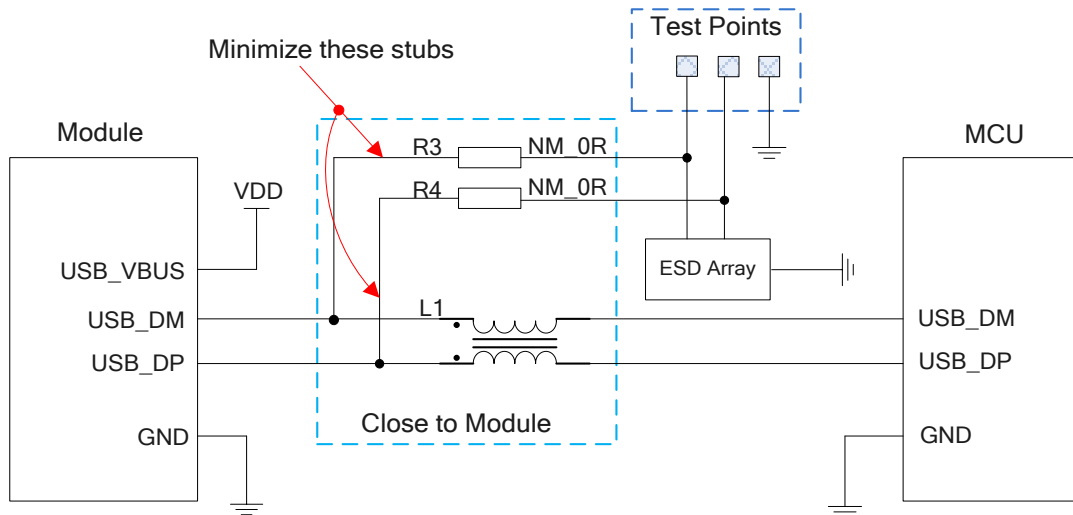 Test Points
Minimize these stubs
Module
MCU
R3
NM_0R
VDD
R4
NM_0R
USB_VBUS
ESD Array
USB_DM
L1
USB_DM
USB_DP
USB_DP
Close to Module
GND
GND